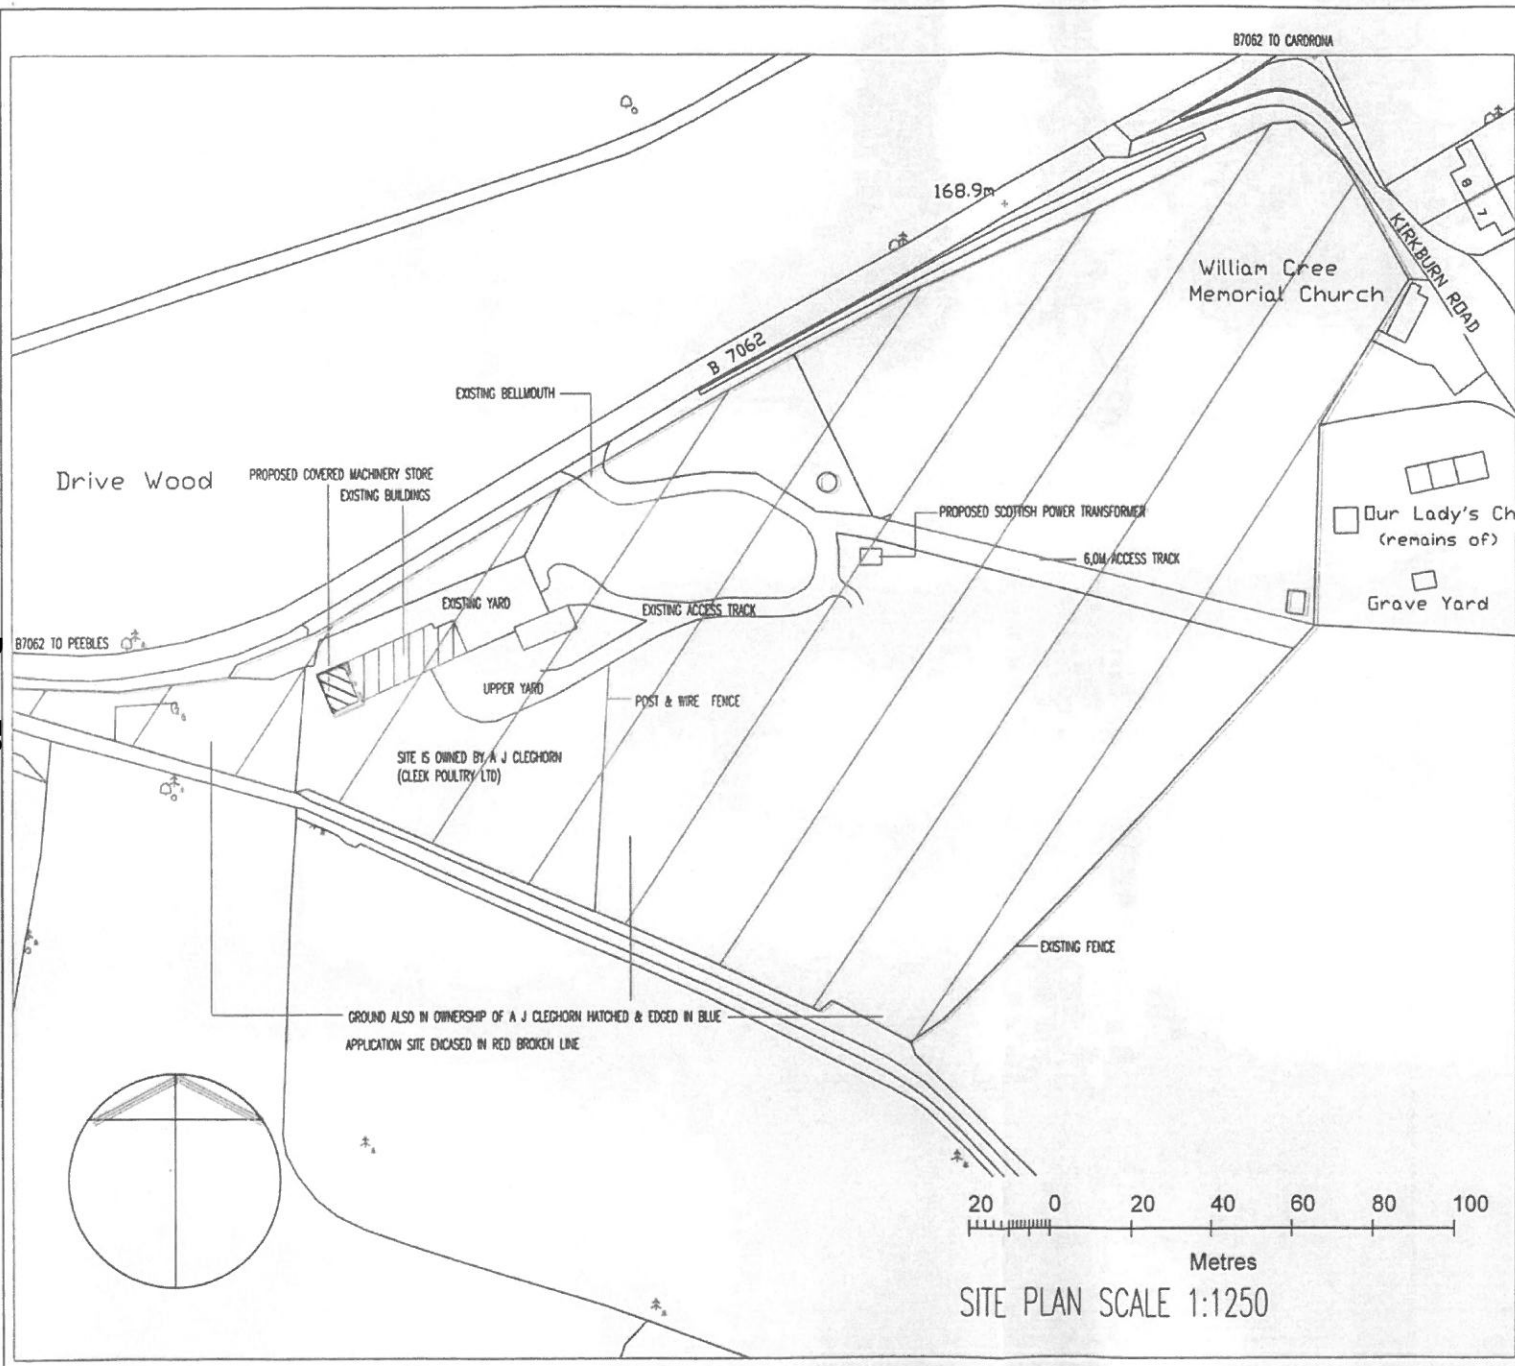 B7062 TO CARDRONA
168.9m
8
7
KIRKBURN ROAD
William Cree
Memorial Church
B 7062
EXISTING BELLMOUTH
Drive Wood
PROPOSED COVERED MACHINERY STORE
EXISTING BUILDINGS
PROPOSED SCOTTISH POWER TRANSFORMER
Our Lady's Ch
(remains of)
6.0M ACCESS TRACK
Grave Yard
EXISTING YARD
EXISTING ACCESS TRACK
B7062 TO PEEBLES
UPPER YARD
POST & WIRE FENCE
SITE IS OWNED BY A J CLEGHORN
(CLEEK POULTRY LTD)
EXISTING FENCE
GROUND ALSO IN OWNERSHIP OF A J CLEGHORN HATCHED & EDGED IN BLUE
APPLICATION SITE ENCASED IN RED BROKEN LINE
20 0 20 40 60 80 100
Metres
SITE PLAN SCALE 1:1250